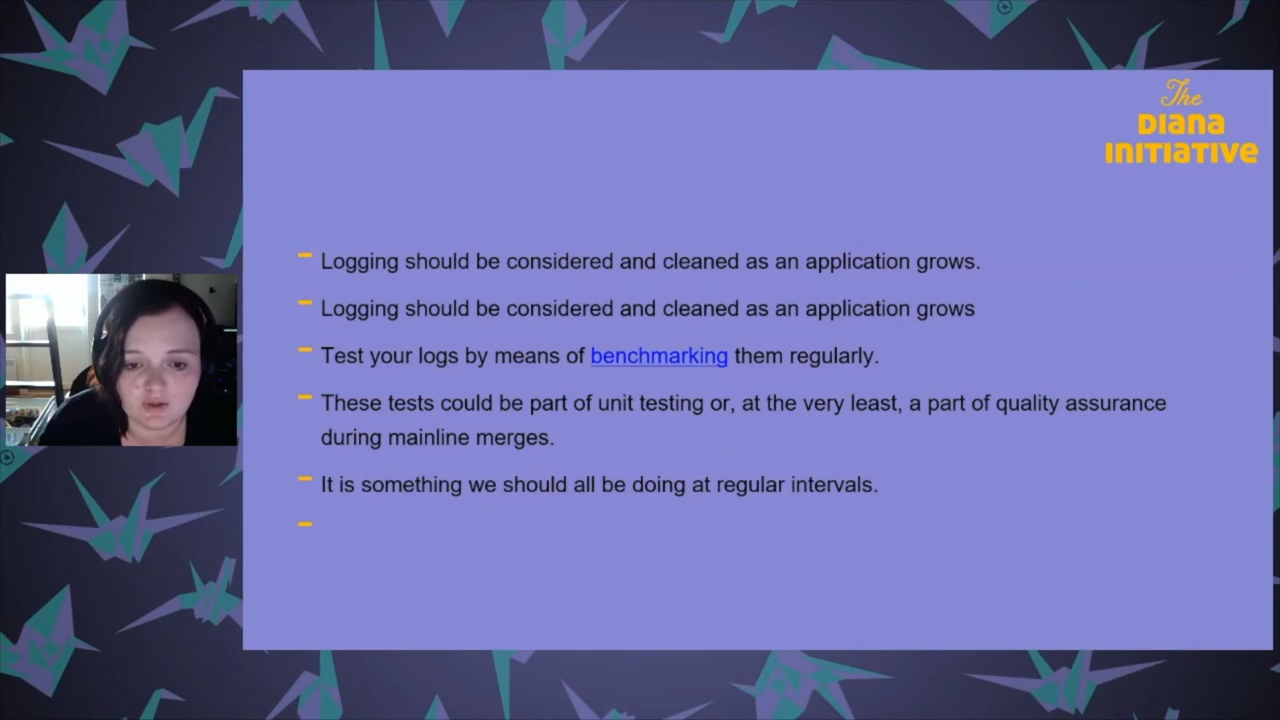 The
Diana
Initiative
Logging should be considered and cleaned as an application grows.
Logging should be considered and cleaned as an application grows
Test your logs by means of benchmarking them regularly.
These tests could be part of unit testing or, at the very least, a part of quality assurance
during mainline merges.
It is something we should all be doing at regular intervals.